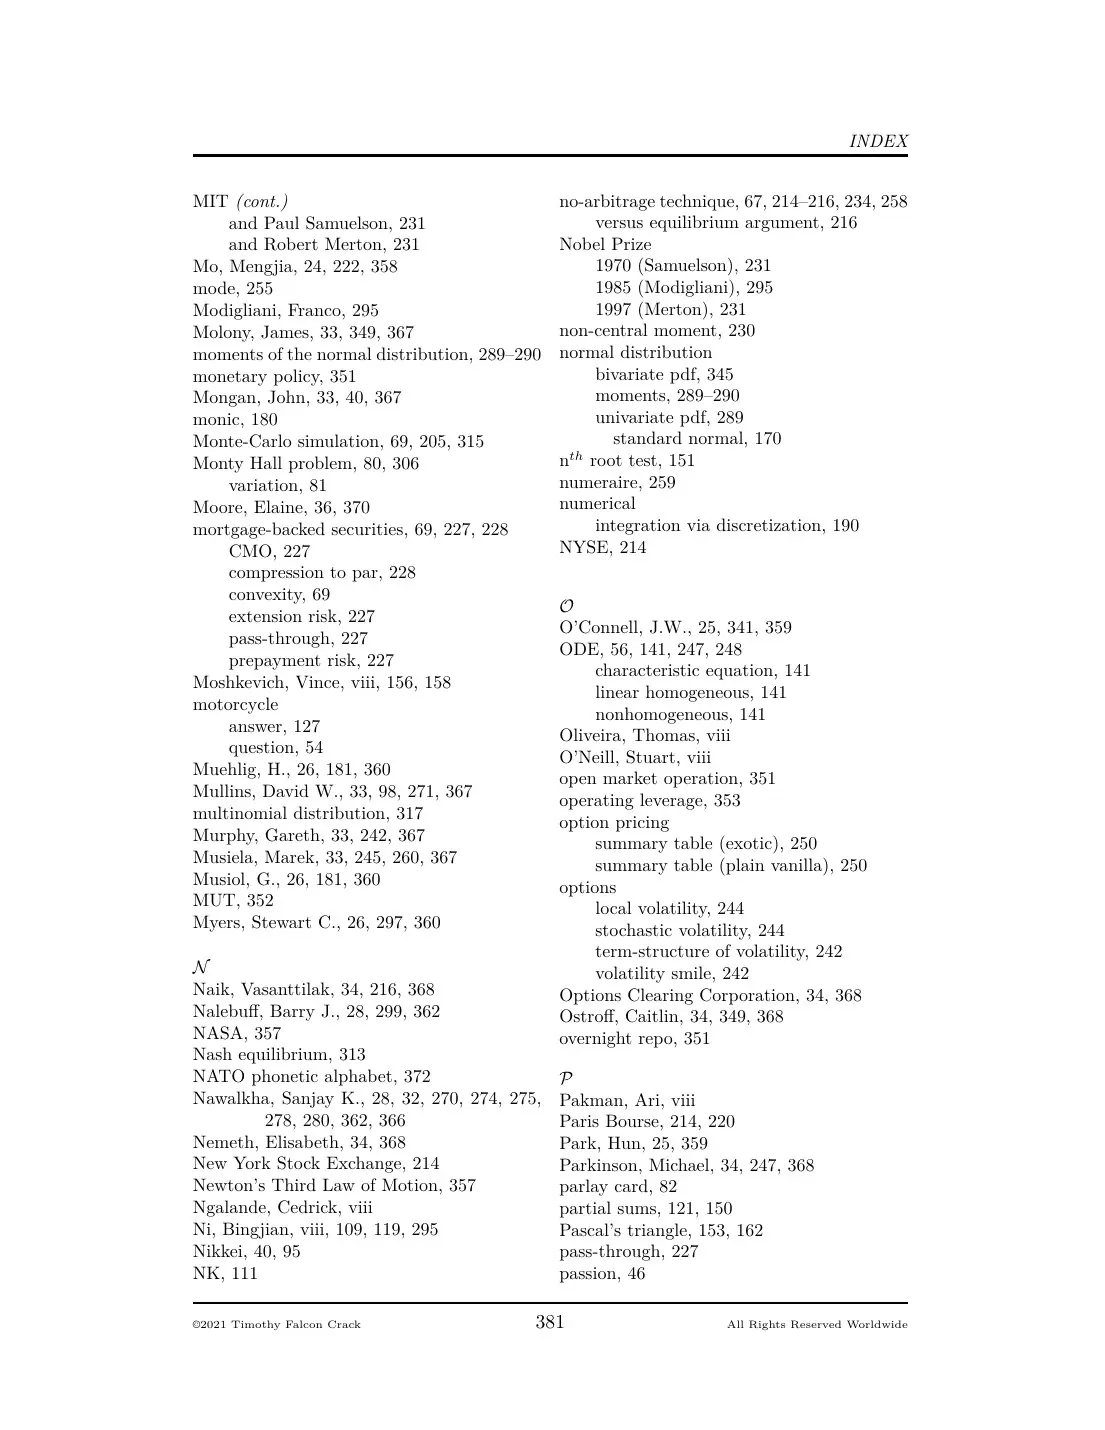 INDEX
MIT (cont.)
and Paul Samuelson, 231
and Robert Merton, 231
Mo, Mengjia, 24, 222, 358
mode, 255
Modigliani, Franco, 295
Molony, James, 33, 349, 367
moments of the normal distribution, 289–290
monetary policy, 351
Mongan, John, 33, 40, 367
monic, 180
Monte-Carlo simulation, 69, 205, 315
Monty Hall problem, 80, 306
variation, 81
Moore, Elaine, 36, 370
mortgage-backed securities, 69, 227, 228
CMO, 227
compression to par, 228
convexity, 69
extension risk, 227
pass-through, 227
prepayment risk, 227
Moshkevich, Vince, viii, 156, 158
motorcycle
answer, 127
question, 54
Muehlig, H., 26, 181, 360
Mullins, David W., 33, 98, 271, 367
multinomial distribution, 317
Murphy, Gareth, 33, 242, 367
Musiela, Marek, 33, 245, 260, 367
Musiol, G., 26, 181, 360
MUT, 352
Myers, Stewart C., 26, 297, 360
N
Naik, Vasanttilak, 34, 216, 368
Nalebuff, Barry J., 28, 299, 362
NASA, 357
Nash equilibrium, 313
NATO phonetic alphabet, 372
Nawalkha, Sanjay K., 28, 32, 270, 274, 275,
278, 280, 362, 366
Nemeth, Elisabeth, 34, 368
New York Stock Exchange, 214
Newton's Third Law of Motion, 357
Ngalande, Cedrick, viii
Ni, Bingjian, viii, 109, 119, 295
Nikkei, 40, 95
NK, 111
no-arbitrage technique, 67, 214–216, 234, 258
versus equilibrium argument, 216
Nobel Prize
1970 (Samuelson), 231
1985 (Modigliani), 295
1997 (Merton), 231
non-central moment, 230
normal distribution
bivariate pdf, 345
moments, 289–290
univariate pdf, 289
standard normal, 170
nth root test, 151
numeraire, 259
numerical
integration via discretization, 190
NYSE, 214
O
O'Connell, J.W., 25, 341, 359
ODE, 56, 141, 247, 248
characteristic equation, 141
linear homogeneous, 141
nonhomogeneous, 141
Oliveira, Thomas, viii
O'Neill, Stuart, viii
open market operation, 351
operating leverage, 353
option pricing
summary table (exotic), 250
summary table (plain vanilla), 250
options
local volatility, 244
stochastic volatility, 244
term-structure of volatility, 242
volatility smile, 242
Options Clearing Corporation, 34, 368
Ostroff, Caitlin, 34, 349, 368
overnight repo, 351
P
Pakman, Ari, viii
Paris Bourse, 214, 220
Park, Hun, 25, 359
Parkinson, Michael, 34, 247, 368
parlay card, 82
partial sums, 121, 150
Pascal's triangle, 153, 162
pass-through, 227
passion, 46
©2021 Timothy Falcon Crack 381 All Rights Reserved Worldwide